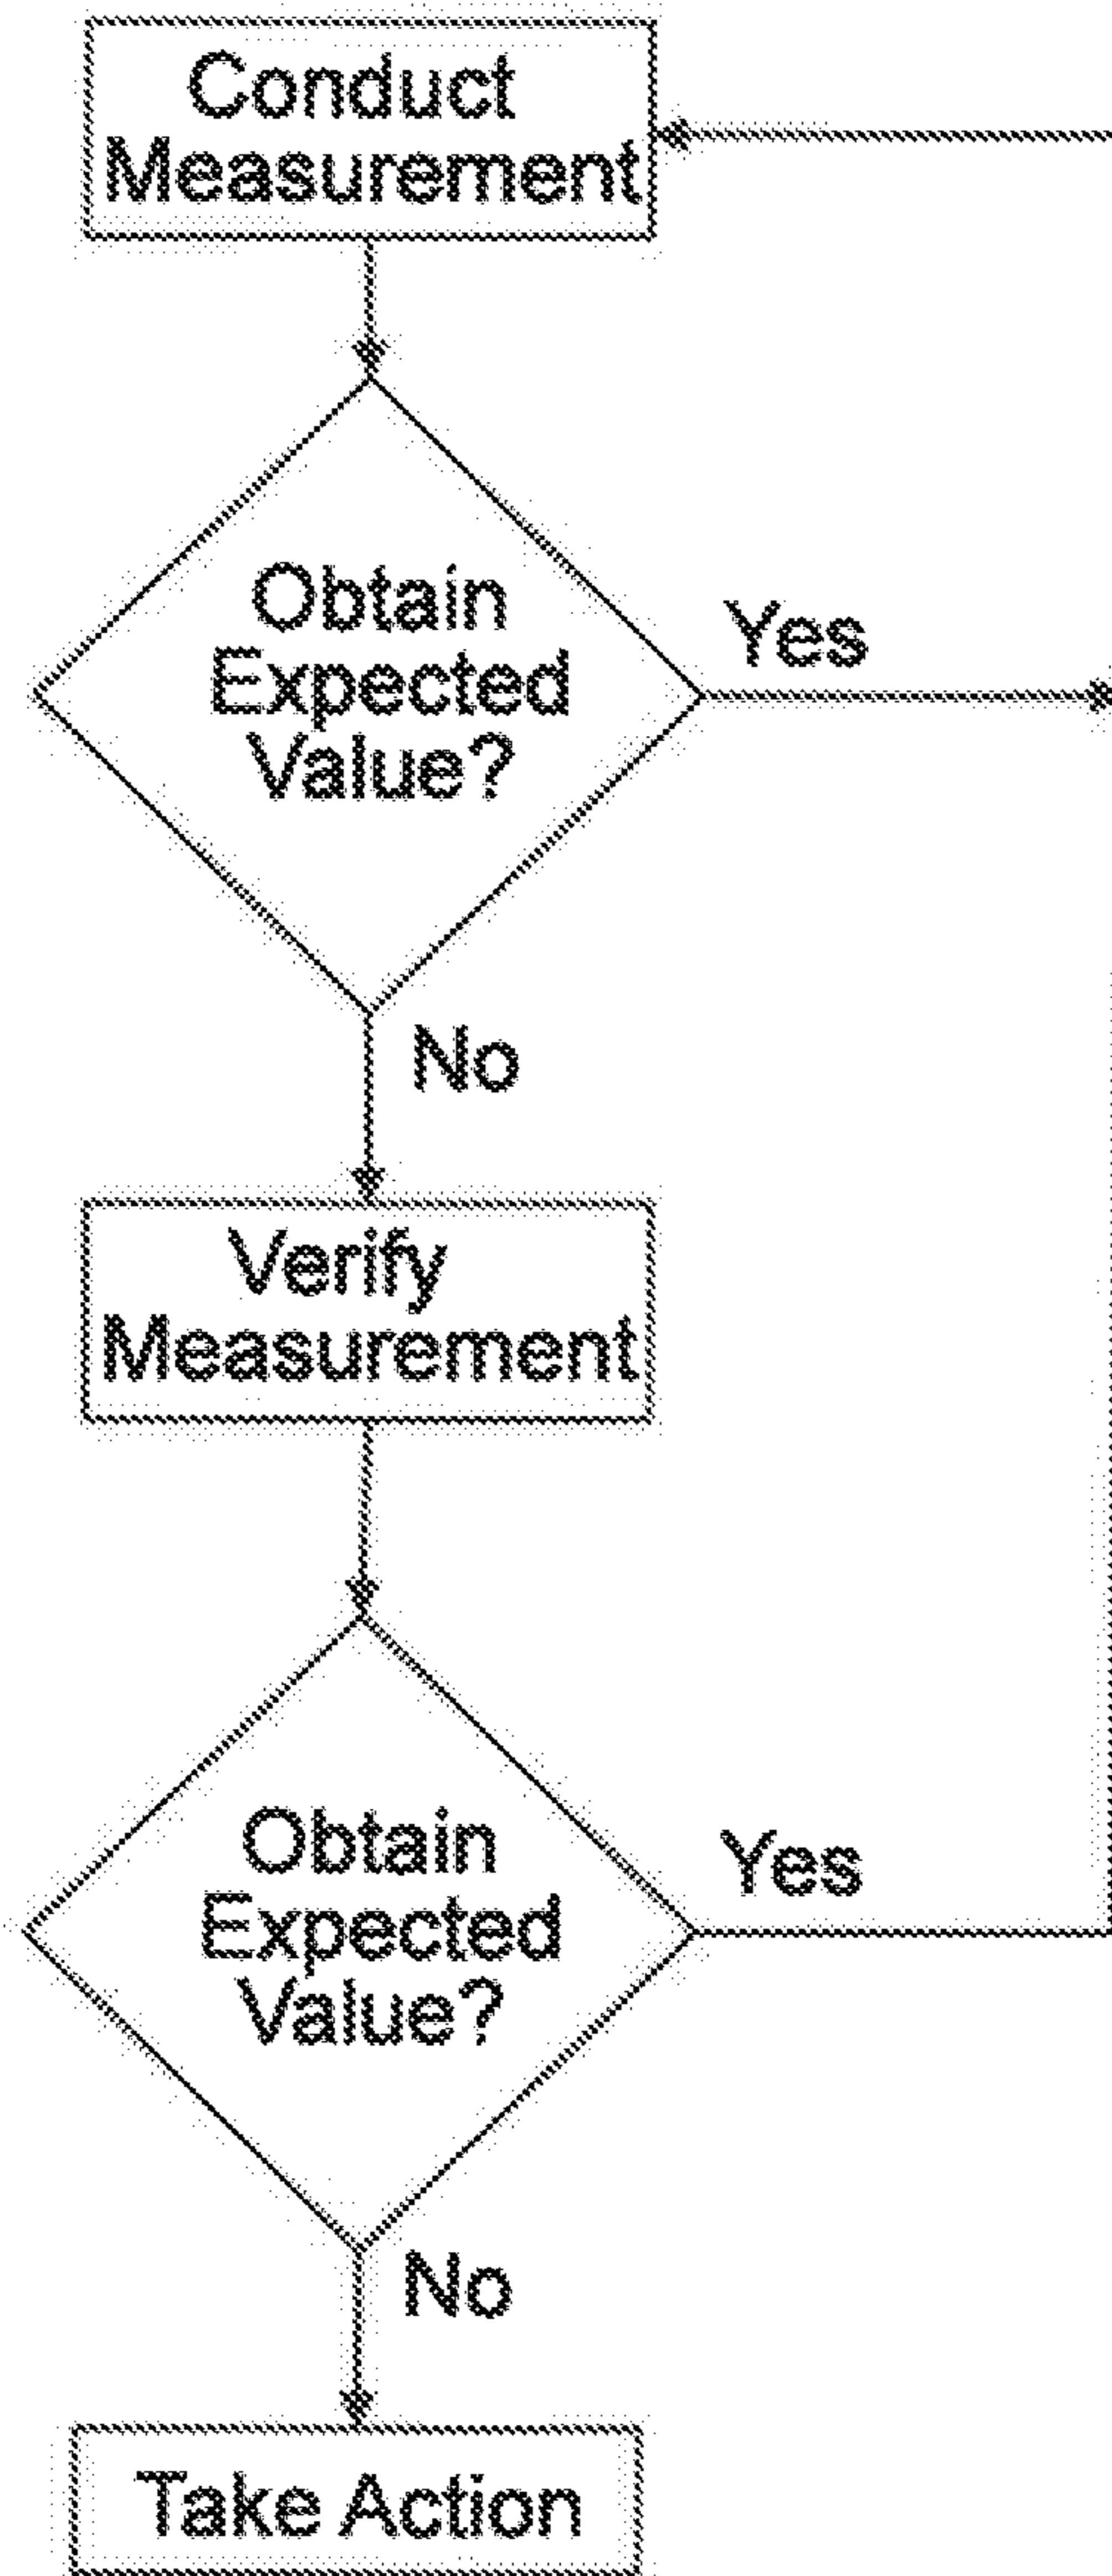 Conduct
Measurement
Obtain
Expected
Value?
Yes
No
Verify
Measurement
Obtain
Expected
Value?
Yes
No
Take Action